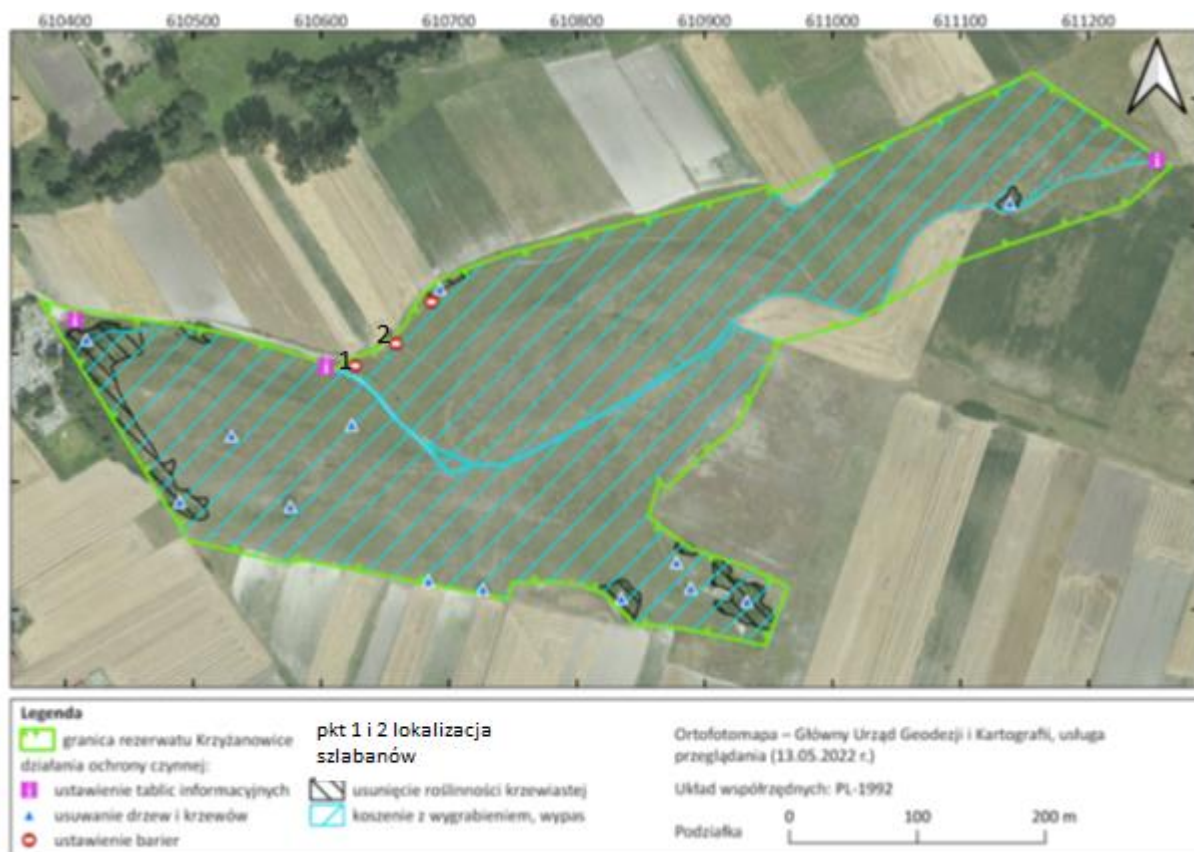 610400 610500 610600 610700 610800 610900 611000 611100 611200
2
1
Legenda
granica rezerwatu Krzyżanowice
działania ochrony czynnej:
ustawienie tablic informacyjnych
usuwanie drzew i krzewów
ustawienie barier
pkt 1 i 2 lokalizacja
szlabanów
usunięcie roślinności krzewiastej
koszenie z wygrabieniem, wypas
Ortofotomapa – Główny Urząd Geodezji i Kartografii, usługa
przeglądania (13.05.2022 r.)
Układ współrzędnych: PL-1992
Podziałka
0 100 200 m